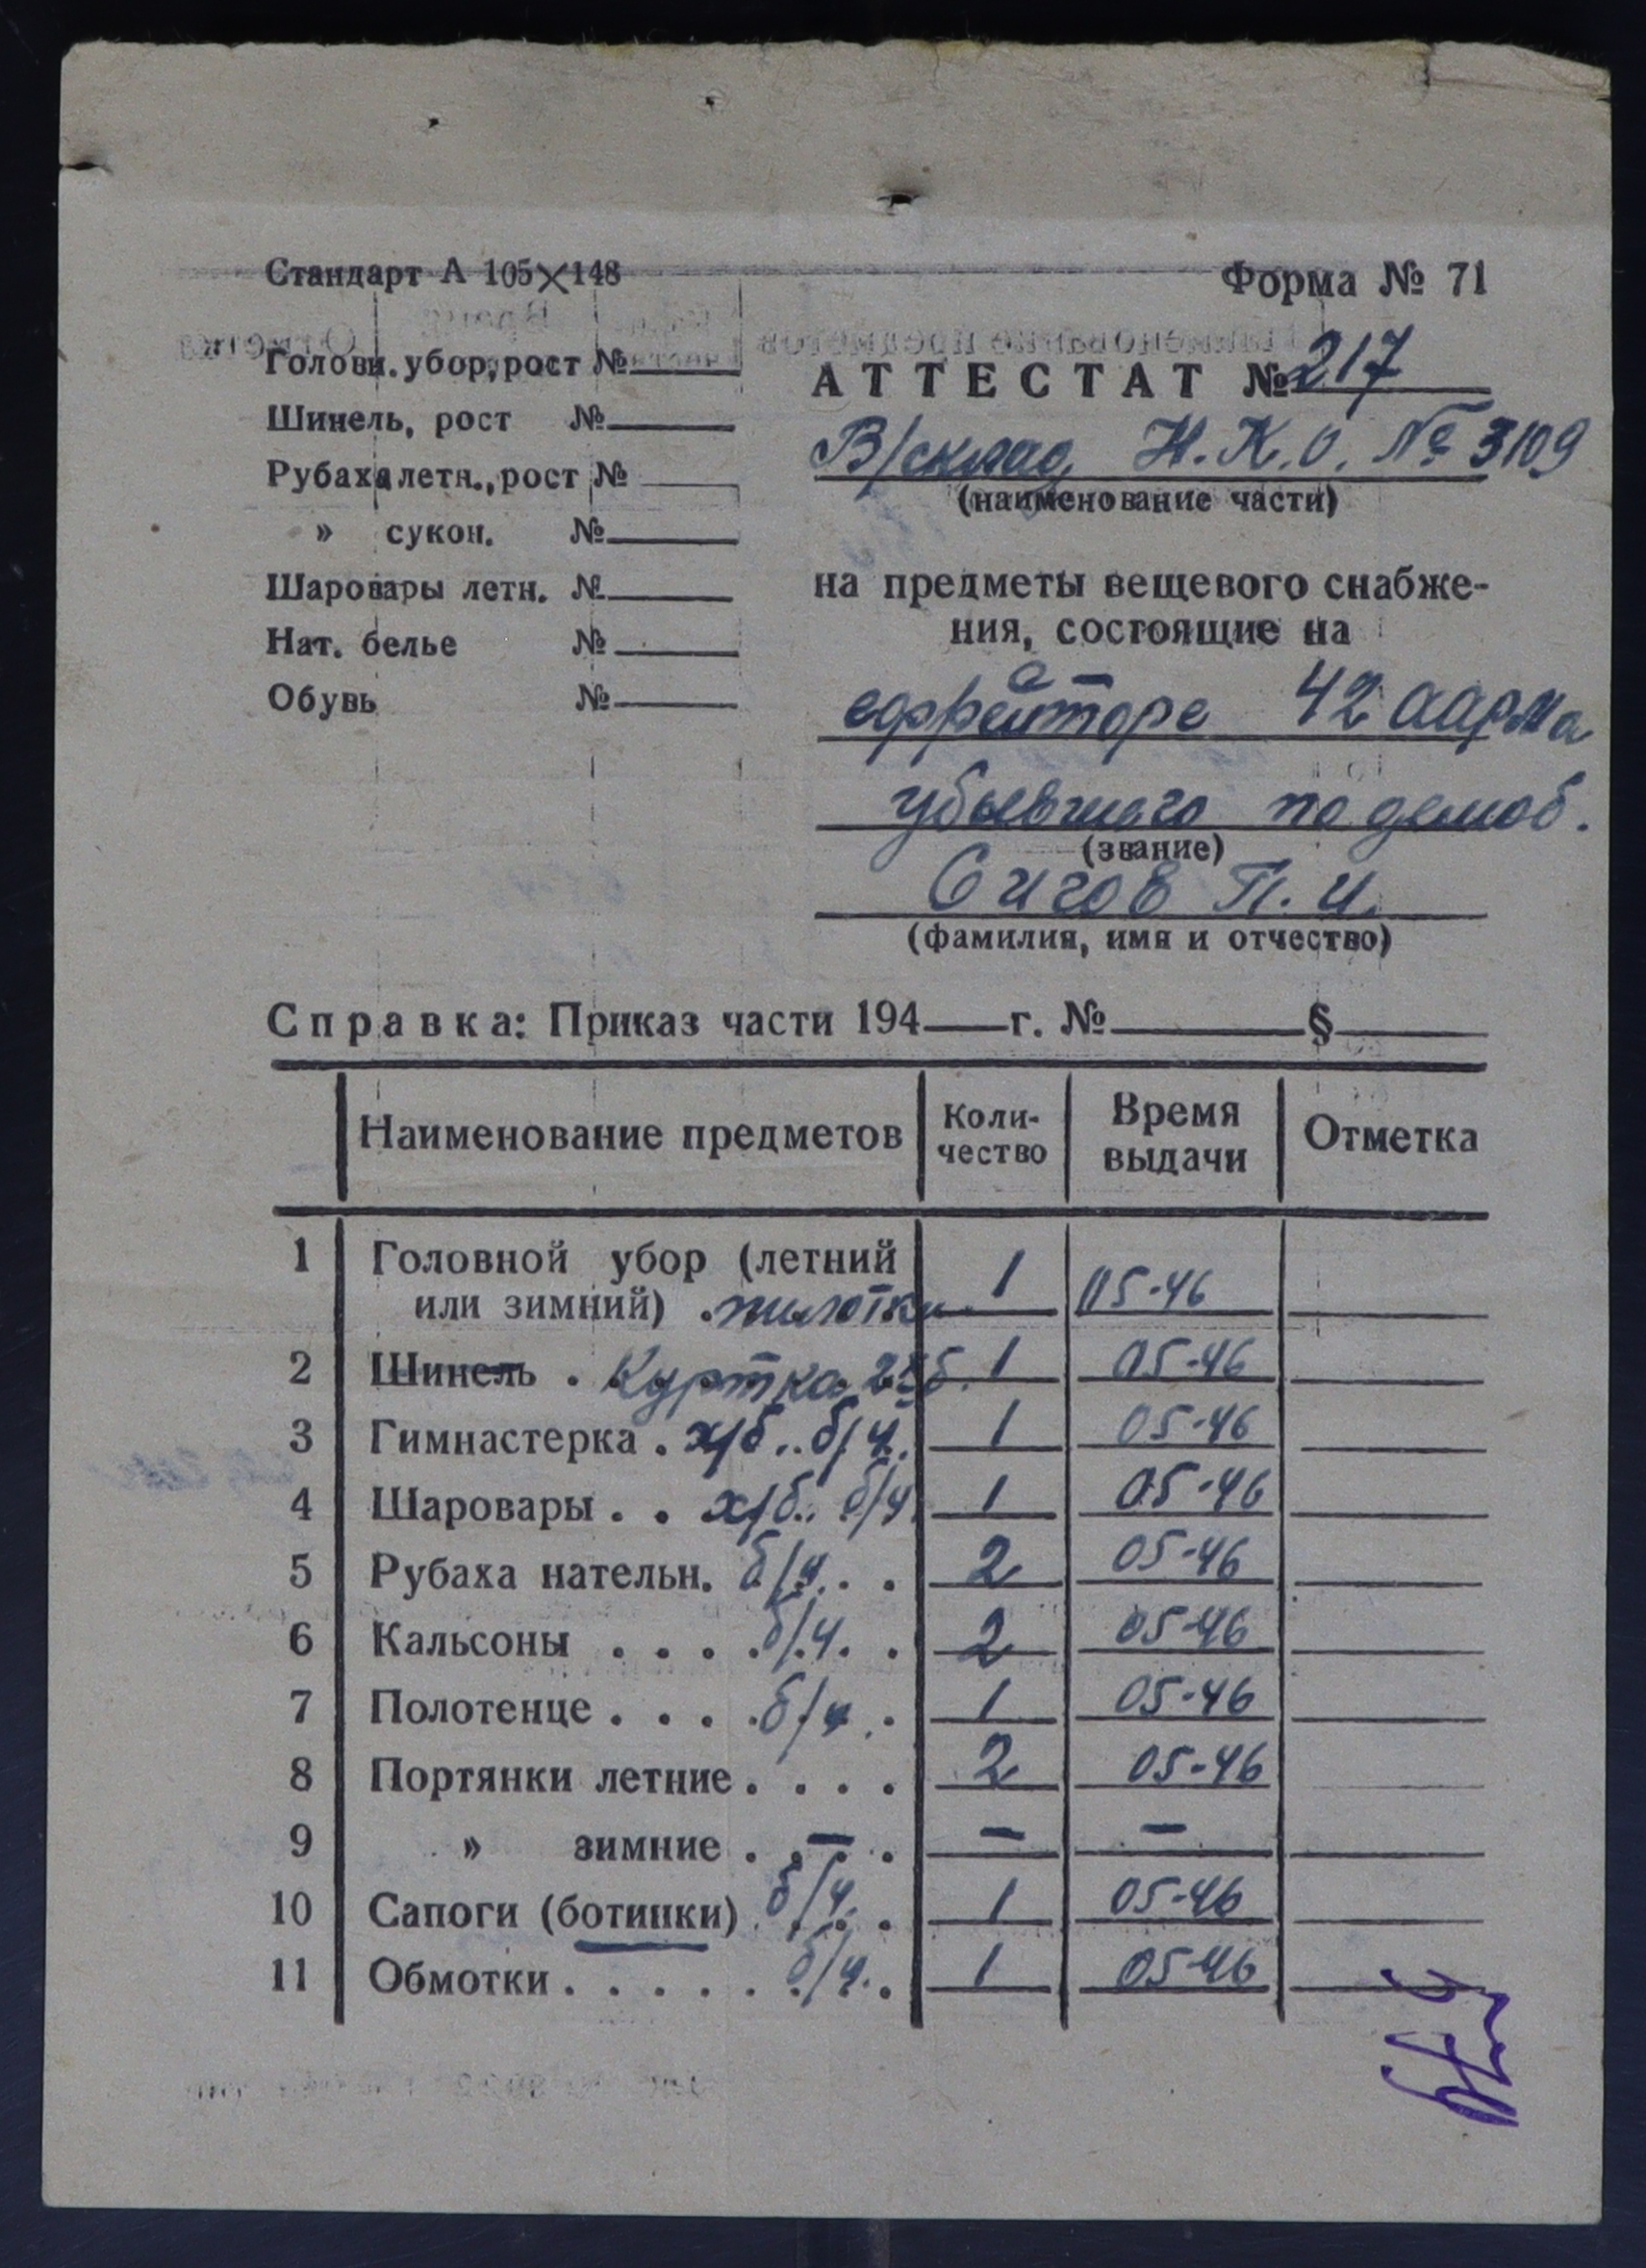 Стандарт А 105×148
Форма № 71
Головн. убор, рост №
Шинель, рост №
Рубаха летн., рост №
» сукон. №
Шаровары летн. №
Нат. белье №
Обувь №
АТТЕСТАТ № 217
В/склад Н.К.О. № 3109
(наименование части)
на предметы вещевого снабже-
ния, состоящие на
ефрейторе 42 аарма
убывшего по демоб.
(звание)
Сигов П. И.
(фамилия, имя и отчество)
Справка: Приказ части 194 г. № §
Наименование предметов Коли-чество Время выдачи Отметка
1 Головной убор (летний
или зимний) . пилотка 1 05-46
2 Шинель . Куртка б. 1 05-46
3 Гимнастерка . х/б.. б/у. 1 05-46
4 Шаровары . . х/б.. б/у 1 05-46
5 Рубаха нательн. б/у. . . 2 05-46
6 Кальсоны . . . . б/у. . 2 05-46
7 Полотенце . . . . б/у . . 1 05-46
8 Портянки летние . . . . 2 05-46
9 » зимние . . — . . — —
10 Сапоги (ботинки) б/у. . . . 1 05-46
11 Обмотки . . . . . б/у. . 1 05-46